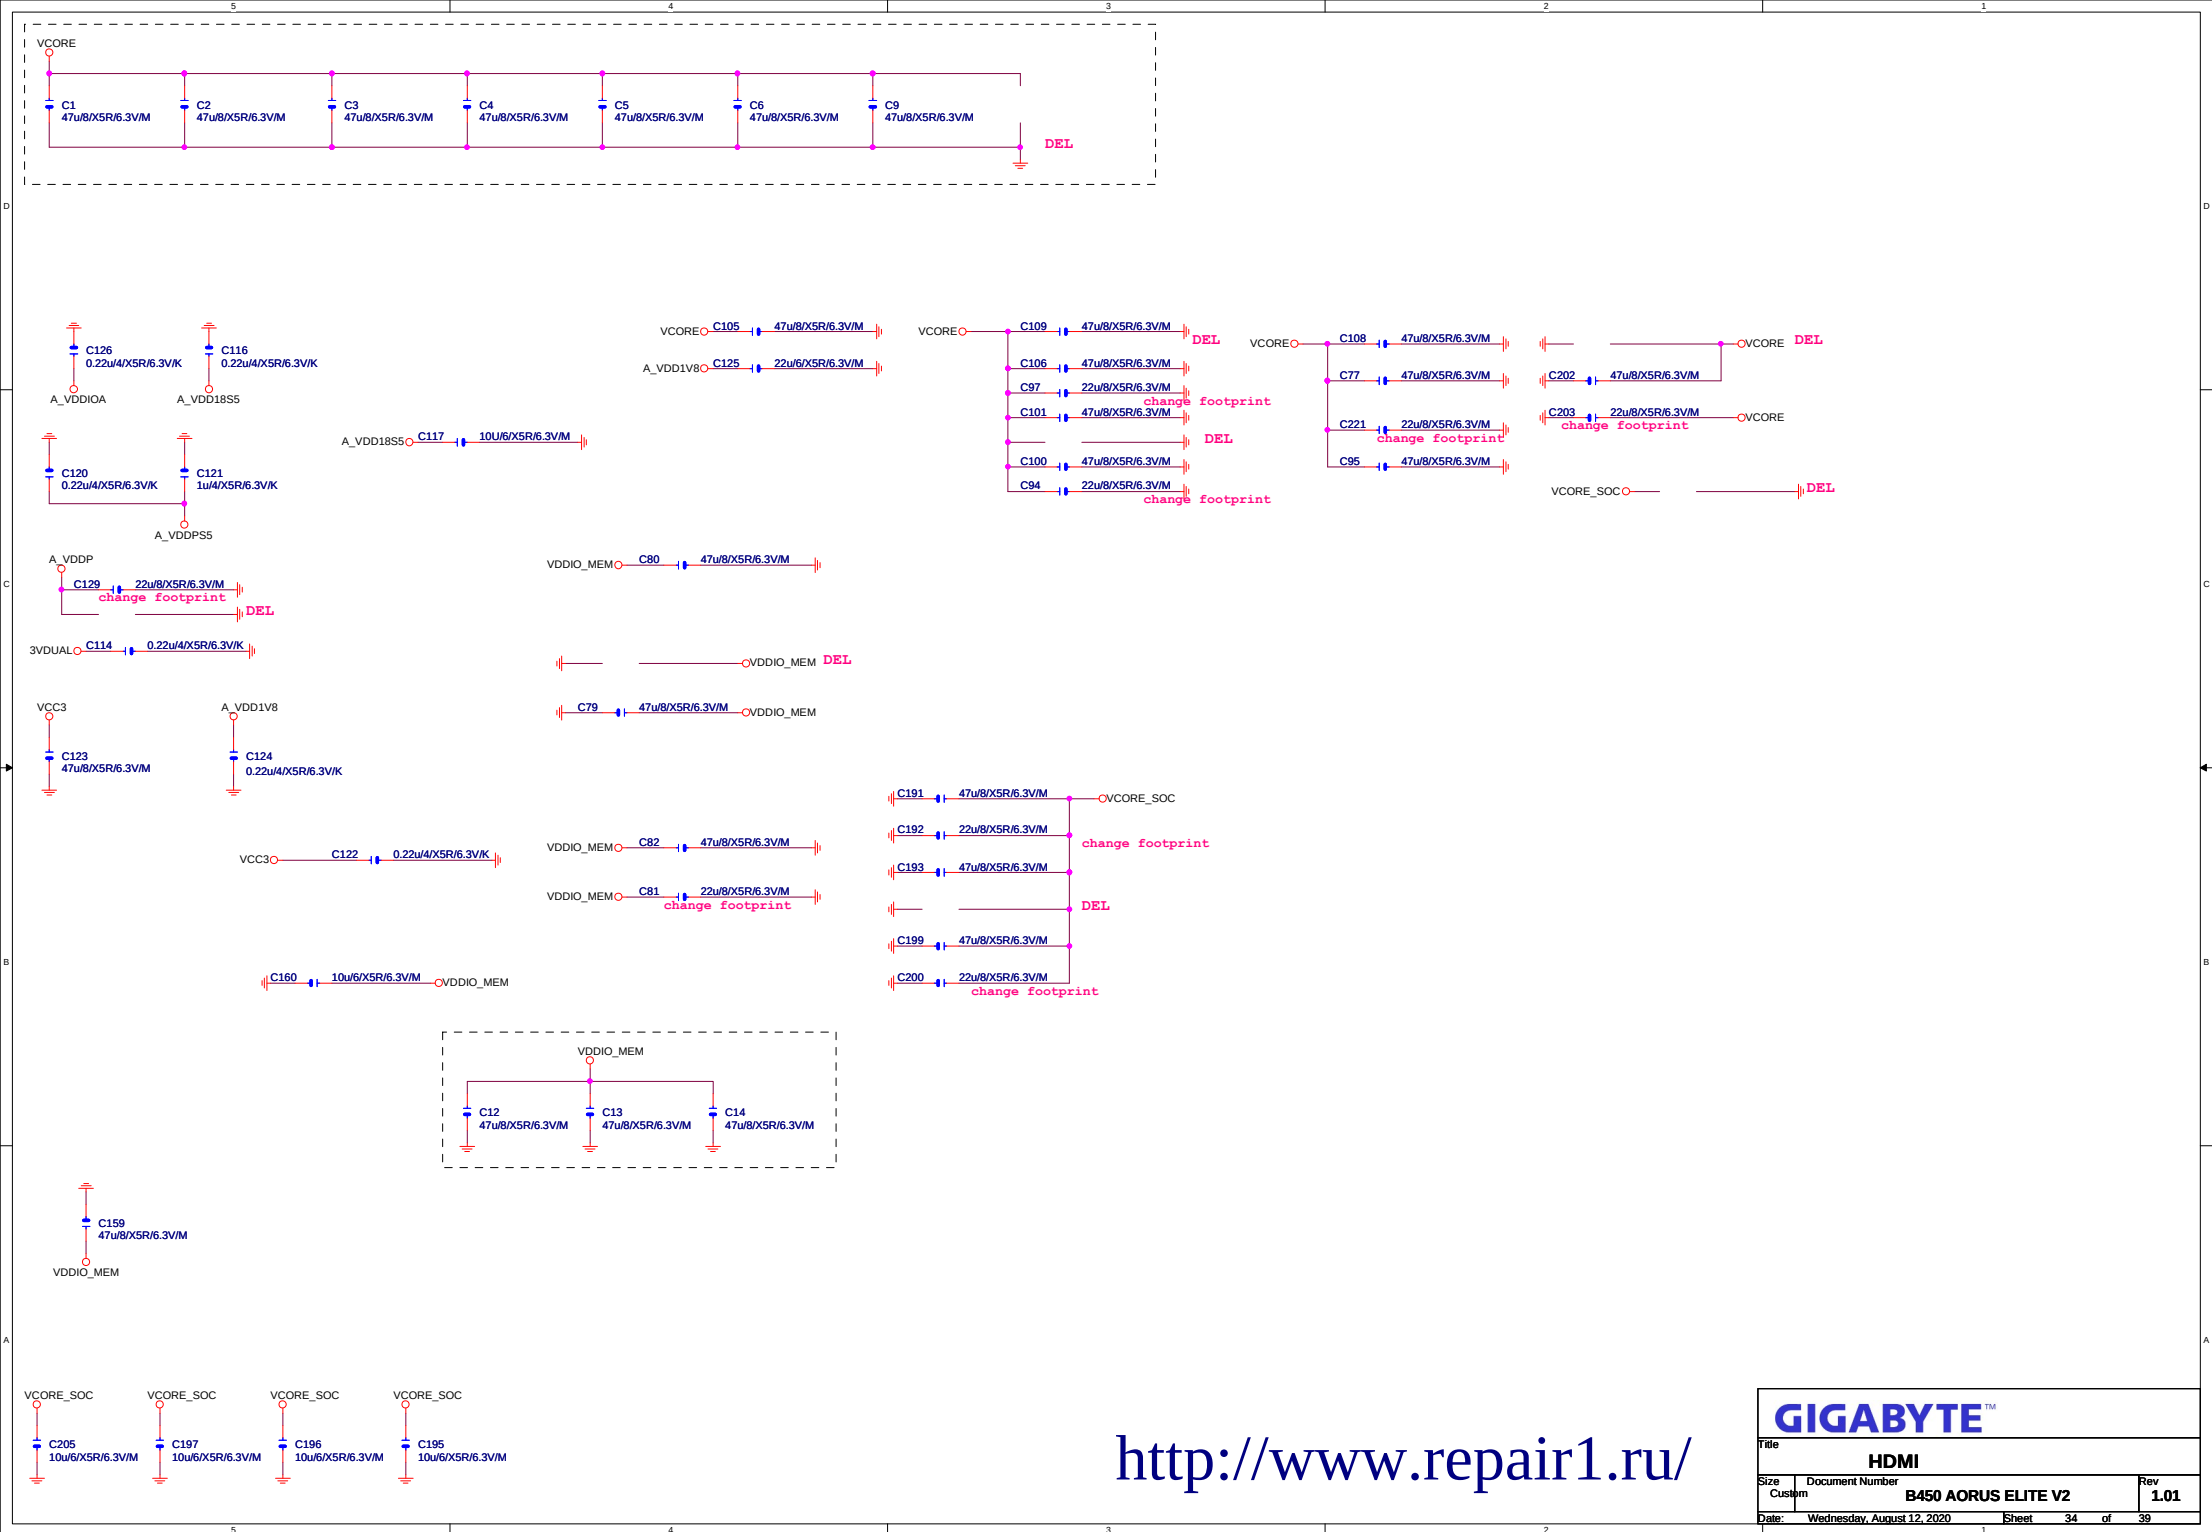 5 4 3 2 1
VCORE
C1
47u/8/X5R/6.3V/M
C2
47u/8/X5R/6.3V/M
C3
47u/8/X5R/6.3V/M
C4
47u/8/X5R/6.3V/M
C5
47u/8/X5R/6.3V/M
C6
47u/8/X5R/6.3V/M
C9
47u/8/X5R/6.3V/M
DEL
D D
C126
0.22u/4/X5R/6.3V/K
A_VDDIOA
C116
0.22u/4/X5R/6.3V/K
A_VDD18S5
VCORE C105 47u/8/X5R/6.3V/M
A_VDD1V8 C125 22u/6/X5R/6.3V/M
VCORE C109 47u/8/X5R/6.3V/M
DEL
C106 47u/8/X5R/6.3V/M
C97 22u/8/X5R/6.3V/M
change footprint
C101 47u/8/X5R/6.3V/M
DEL
C100 47u/8/X5R/6.3V/M
C94 22u/8/X5R/6.3V/M
change footprint
VCORE C108 47u/8/X5R/6.3V/M
C77 47u/8/X5R/6.3V/M
C221 22u/8/X5R/6.3V/M
change footprint
C95 47u/8/X5R/6.3V/M
VCORE DEL
C202 47u/8/X5R/6.3V/M
C203 22u/8/X5R/6.3V/M VCORE
change footprint
VCORE_SOC DEL
A_VDD18S5 C117 10U/6/X5R/6.3V/M
C120
0.22u/4/X5R/6.3V/K
C121
1u/4/X5R/6.3V/K
A_VDDPS5
A_VDDP
C129 22u/8/X5R/6.3V/M
change footprint
DEL
C C
VDDIO_MEM C80 47u/8/X5R/6.3V/M
3VDUAL C114 0.22u/4/X5R/6.3V/K
VDDIO_MEM DEL
C79 47u/8/X5R/6.3V/M VDDIO_MEM
VCC3
C123
47u/8/X5R/6.3V/M
A_VDD1V8
C124
0.22u/4/X5R/6.3V/K
C191 47u/8/X5R/6.3V/M VCORE_SOC
C192 22u/8/X5R/6.3V/M
change footprint
C193 47u/8/X5R/6.3V/M
DEL
C199 47u/8/X5R/6.3V/M
C200 22u/8/X5R/6.3V/M
change footprint
VCC3 C122 0.22u/4/X5R/6.3V/K
VDDIO_MEM C82 47u/8/X5R/6.3V/M
VDDIO_MEM C81 22u/8/X5R/6.3V/M
change footprint
B B
C160 10u/6/X5R/6.3V/M VDDIO_MEM
VDDIO_MEM
C12
47u/8/X5R/6.3V/M
C13
47u/8/X5R/6.3V/M
C14
47u/8/X5R/6.3V/M
C159
47u/8/X5R/6.3V/M
VDDIO_MEM
A A
VCORE_SOC
C205
10u/6/X5R/6.3V/M
VCORE_SOC
C197
10u/6/X5R/6.3V/M
VCORE_SOC
C196
10u/6/X5R/6.3V/M
VCORE_SOC
C195
10u/6/X5R/6.3V/M
http://www.repair1.ru/
GIGABYTE™
Title
HDMI
Size Document Number Rev
Custom B450 AORUS ELITE V2 1.01
Date: Wednesday, August 12, 2020 Sheet 34 of 39
5 4 3 2 1